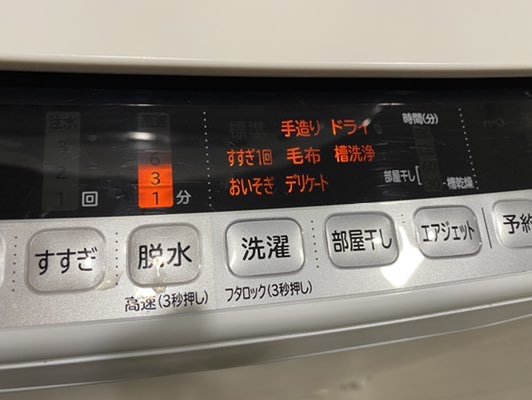 注水 高速 標準 手造り ドライ 時間(分)
3 6 すすぎ1回 毛布 槽洗浄
2 3 おいそぎ デリケート 部屋干し 槽乾燥
1 回 1 分
すすぎ 脱水 洗濯 部屋干し エアジェット 予約
高速(3秒押し) フタロック(3秒押し)